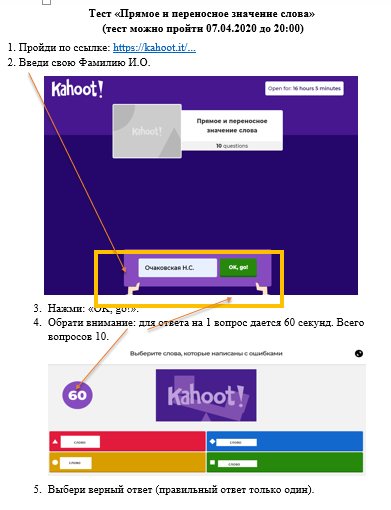 Тест «Прямое и переносное значение слова»
(тест можно пройти 07.04.2020 до 20:00)
1. Пройди по ссылке: https://kahoot.it/...
2. Введи свою Фамилию И.О.
Kahoot!
Open for: 16 hours 5 minutes
Прямое и переносное
значение слова
10 questions
Очаковская Н.С.
OK, go!
3. Нажми: «OK, go!».
4. Обрати внимание: для ответа на 1 вопрос дается 60 секунд. Всего
вопросов 10.
Выберите слова, которые написаны с ошибками
60
Kahoot!
слово
слово
слово
слово
5. Выбери верный ответ (правильный ответ только один).